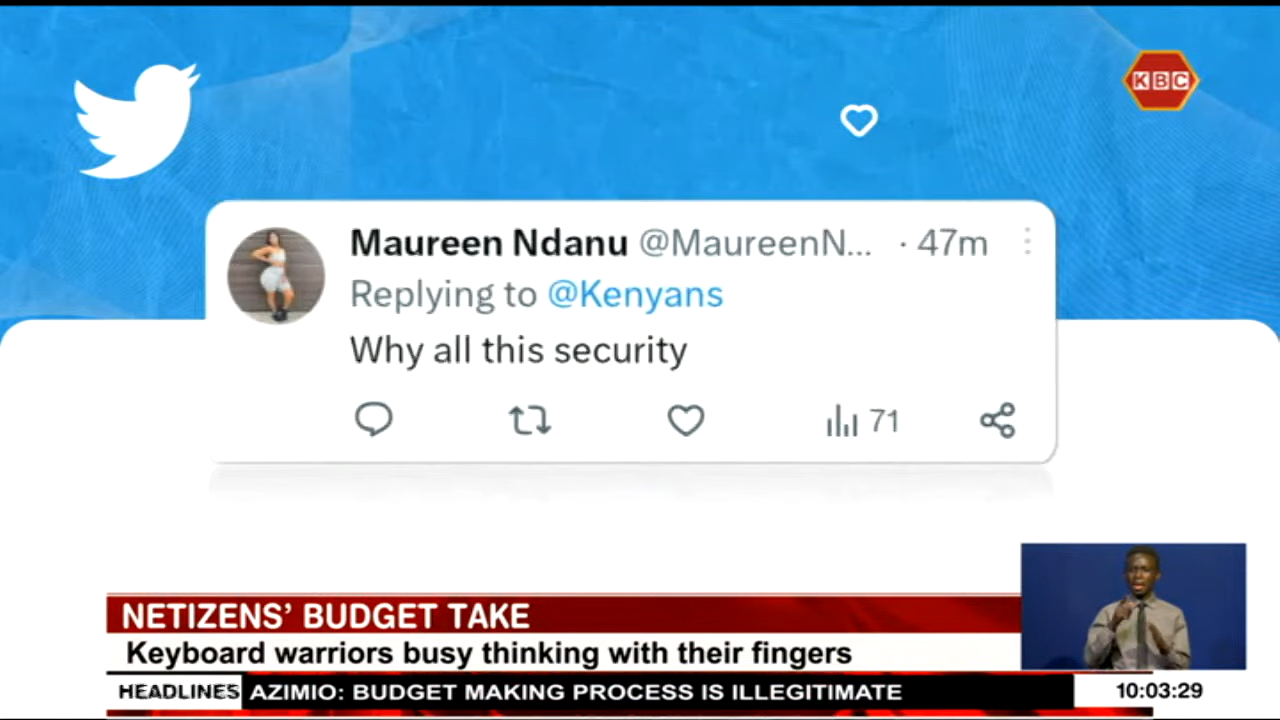 KBC
Maureen Ndanu @MaureenN... · 47m
Replying to @Kenyans
Why all this security
71
NETIZENS’ BUDGET TAKE
Keyboard warriors busy thinking with their fingers
HEADLINES AZIMIO: BUDGET MAKING PROCESS IS ILLEGITIMATE 10:03:29